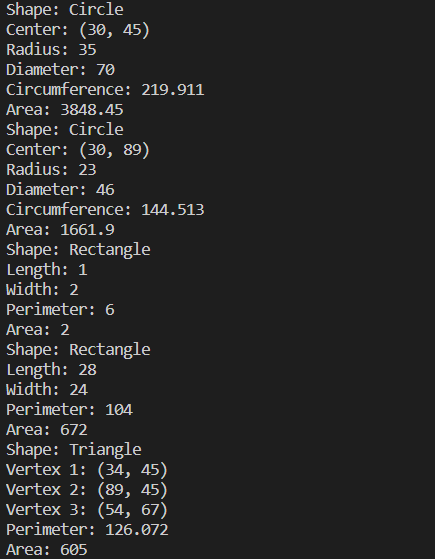 Shape: Circle
Center: (30, 45)
Radius: 35
Diameter: 70
Circumference: 219.911
Area: 3848.45
Shape: Circle
Center: (30, 89)
Radius: 23
Diameter: 46
Circumference: 144.513
Area: 1661.9
Shape: Rectangle
Length: 1
Width: 2
Perimeter: 6
Area: 2
Shape: Rectangle
Length: 28
Width: 24
Perimeter: 104
Area: 672
Shape: Triangle
Vertex 1: (34, 45)
Vertex 2: (89, 45)
Vertex 3: (54, 67)
Perimeter: 126.072
Area: 605